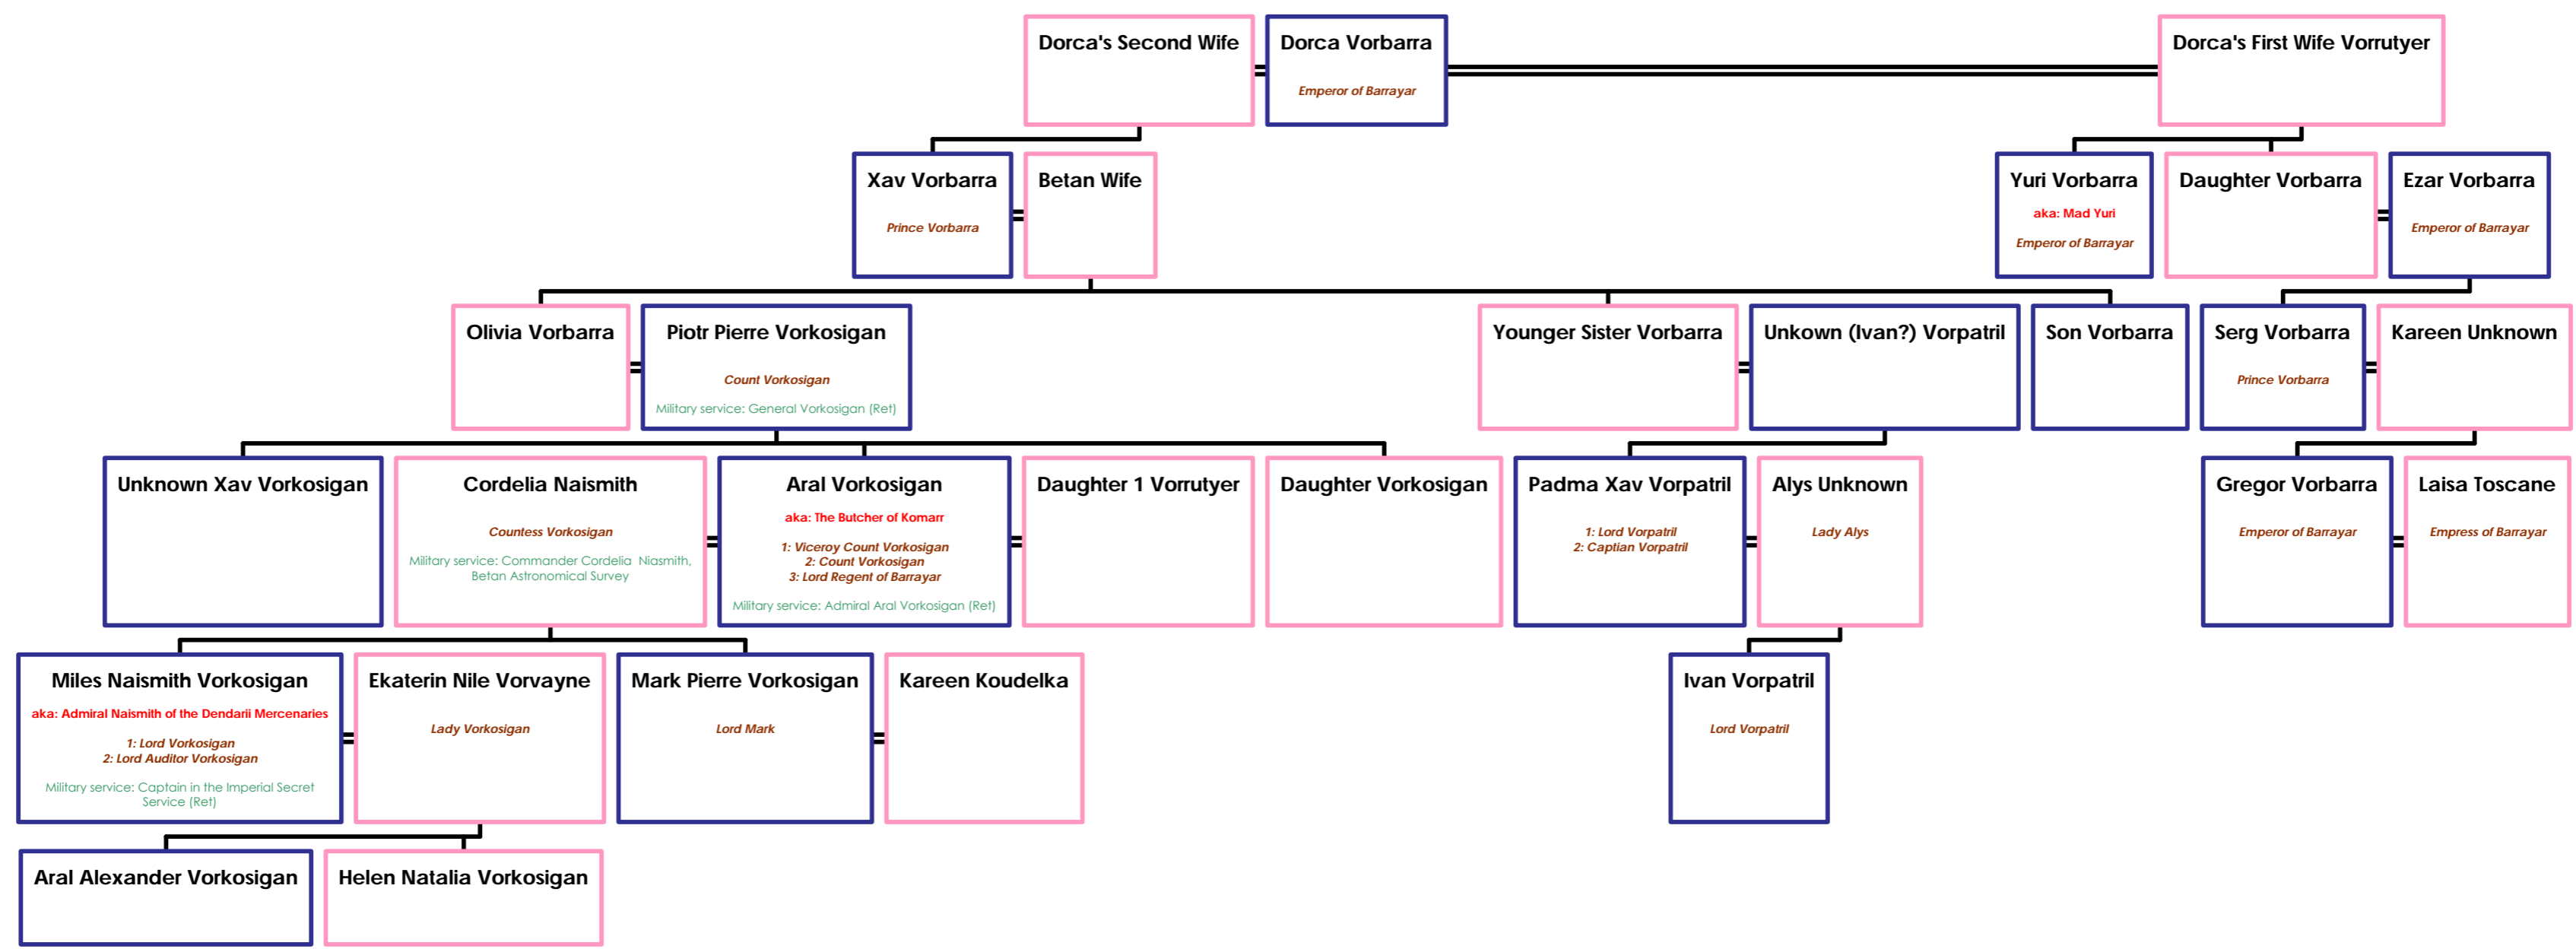 Dorca's Second Wife
Dorca Vorbarra
Emperor of Barrayar
Dorca's First Wife Vorrutyer
Xav Vorbarra
Prince Vorbarra
Betan Wife
Yuri Vorbarra
aka: Mad Yuri
Emperor of Barrayar
Daughter Vorbarra
Ezar Vorbarra
Emperor of Barrayar
Olivia Vorbarra
Piotr Pierre Vorkosigan
Count Vorkosigan
Military service: General Vorkosigan (Ret)
Younger Sister Vorbarra
Unkown (Ivan?) Vorpatril
Son Vorbarra
Serg Vorbarra
Prince Vorbarra
Kareen Unknown
Unknown Xav Vorkosigan
Cordelia Naismith
Countess Vorkosigan
Military service: Commander Cordelia Niasmith,
Betan Astronomical Survey
Aral Vorkosigan
aka: The Butcher of Komarr
1: Viceroy Count Vorkosigan
2: Count Vorkosigan
3: Lord Regent of Barrayar
Military service: Admiral Aral Vorkosigan (Ret)
Daughter 1 Vorrutyer
Daughter Vorkosigan
Padma Xav Vorpatril
1: Lord Vorpatril
2: Captian Vorpatril
Alys Unknown
Lady Alys
Gregor Vorbarra
Emperor of Barrayar
Laisa Toscane
Empress of Barrayar
Miles Naismith Vorkosigan
aka: Admiral Naismith of the Dendarii Mercenaries
1: Lord Vorkosigan
2: Lord Auditor Vorkosigan
Military service: Captain in the Imperial Secret
Service (Ret)
Ekaterin Nile Vorvayne
Lady Vorkosigan
Mark Pierre Vorkosigan
Lord Mark
Kareen Koudelka
Ivan Vorpatril
Lord Vorpatril
Aral Alexander Vorkosigan
Helen Natalia Vorkosigan